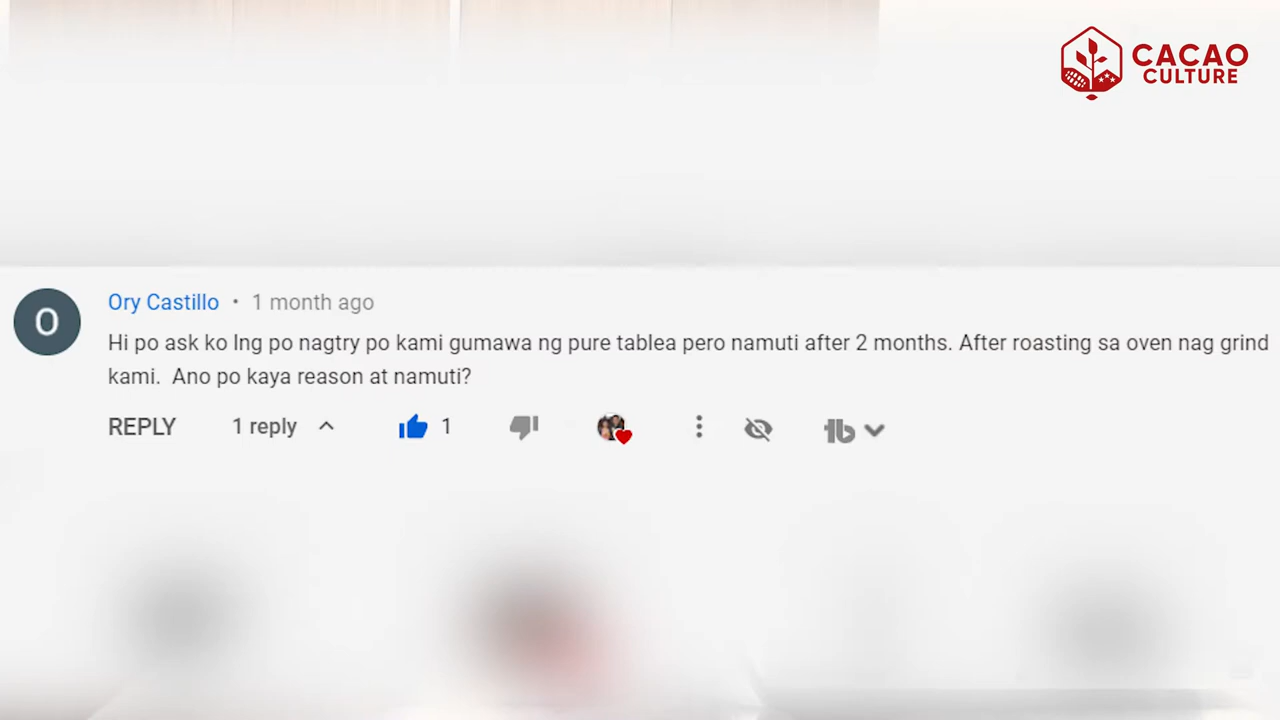 CACAO
CULTURE
Ory Castillo • 1 month ago
Hi po ask ko lng po nagtry po kami gumawa ng pure tablea pero namuti after 2 months. After roasting sa oven nag grind
kami. Ano po kaya reason at namuti?
REPLY 1 reply 1